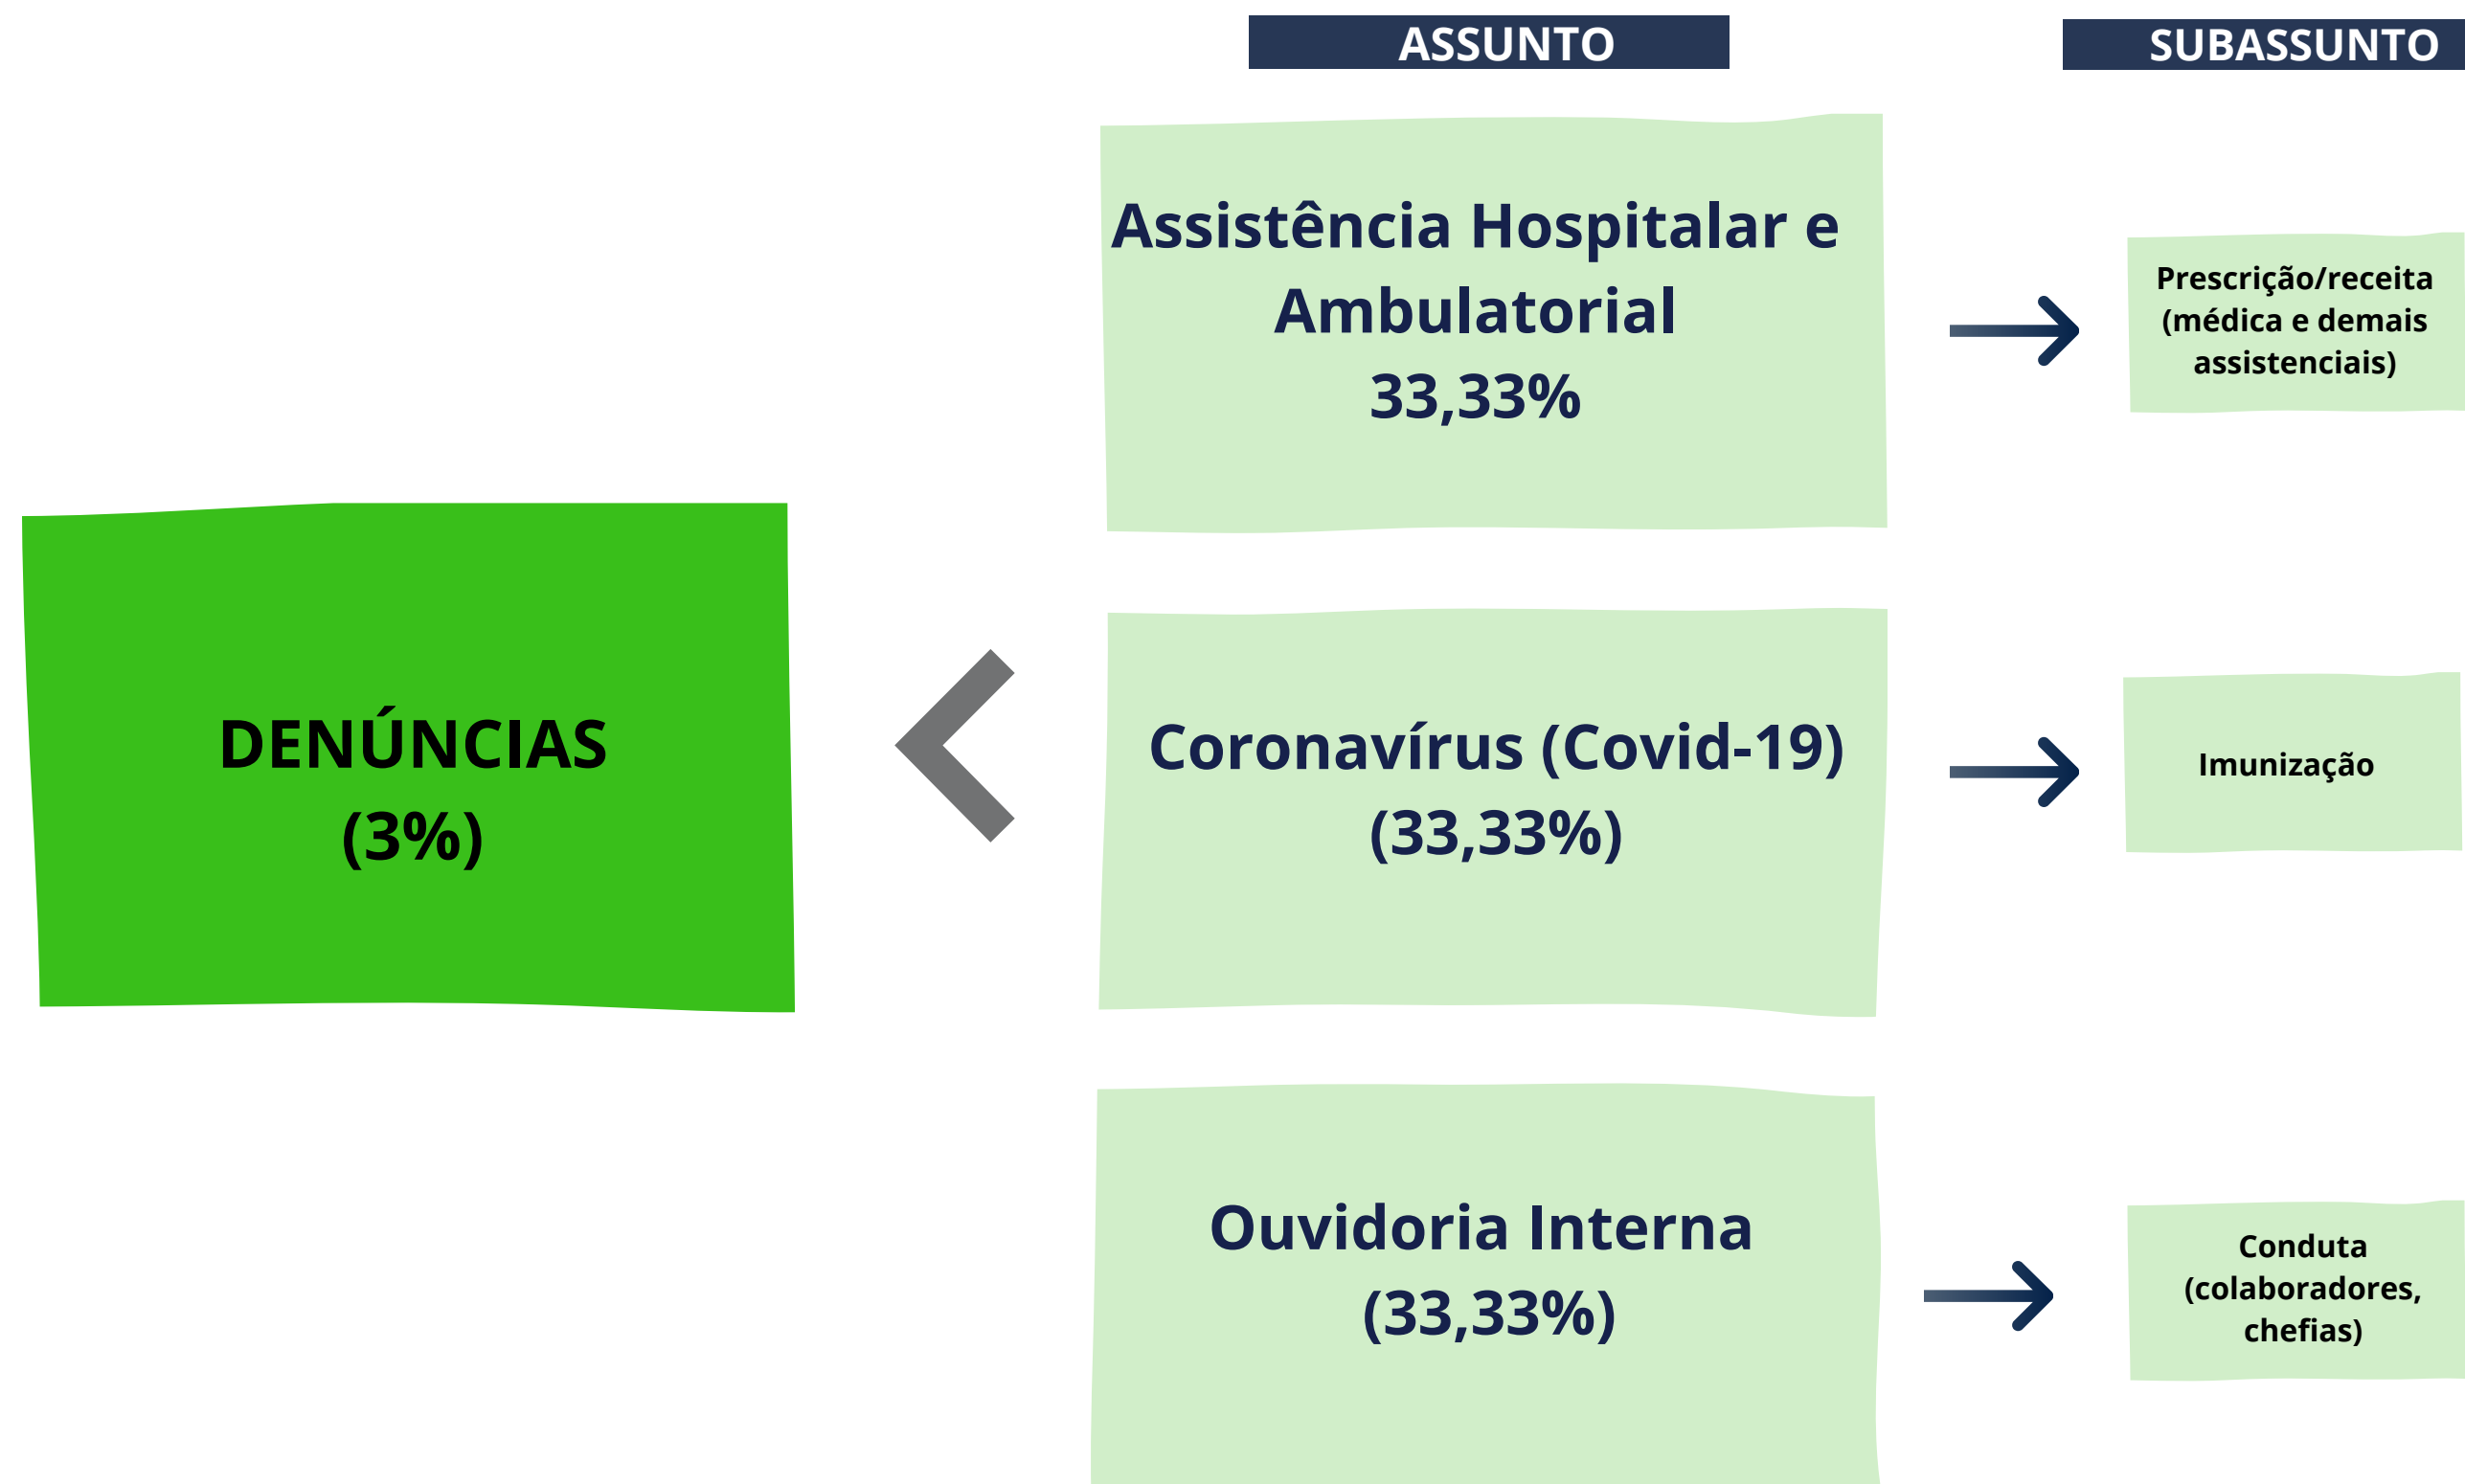 ASSUNTO
SUBASSUNTO
Assistência Hospitalar e
Ambulatorial
33,33%
Prescrição/receita
(médica e demais
assistenciais)
DENÚNCIAS
(3%)
Coronavírus (Covid-19)
(33,33%)
Imunização
Ouvidoria Interna
(33,33%)
Conduta
(colaboradores,
chefias)